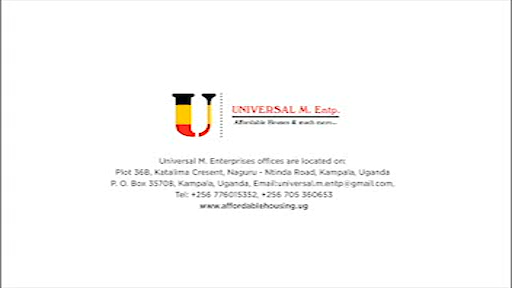 U
UNIVERSAL M. Entp.
Affordable Houses & much more...
Universal M. Enterprises offices are located on:
Plot 36B, Katalima Cresent, Naguru - Ntinda Road, Kampala, Uganda
P. O. Box 35708, Kampala, Uganda, Email:universal.m.entp@gmail.com,
Tel: +256 776015352, +256 705 360653
www.affordablehousing.ug